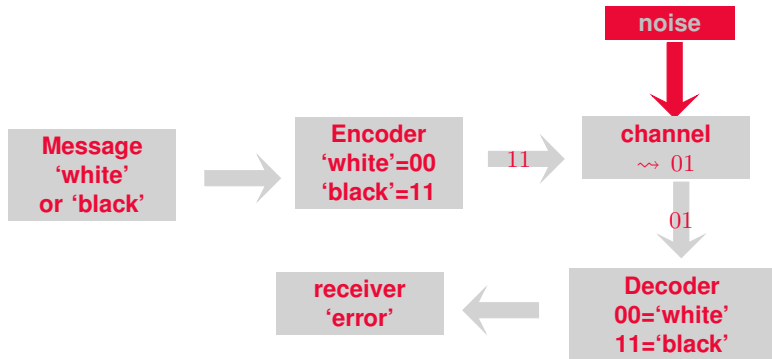 noise
Message
‘white’
or ‘black’
Encoder
‘white’=00
‘black’=11
11
channel
⇝ 01
01
Decoder
00=‘white’
11=‘black’
receiver
‘error’